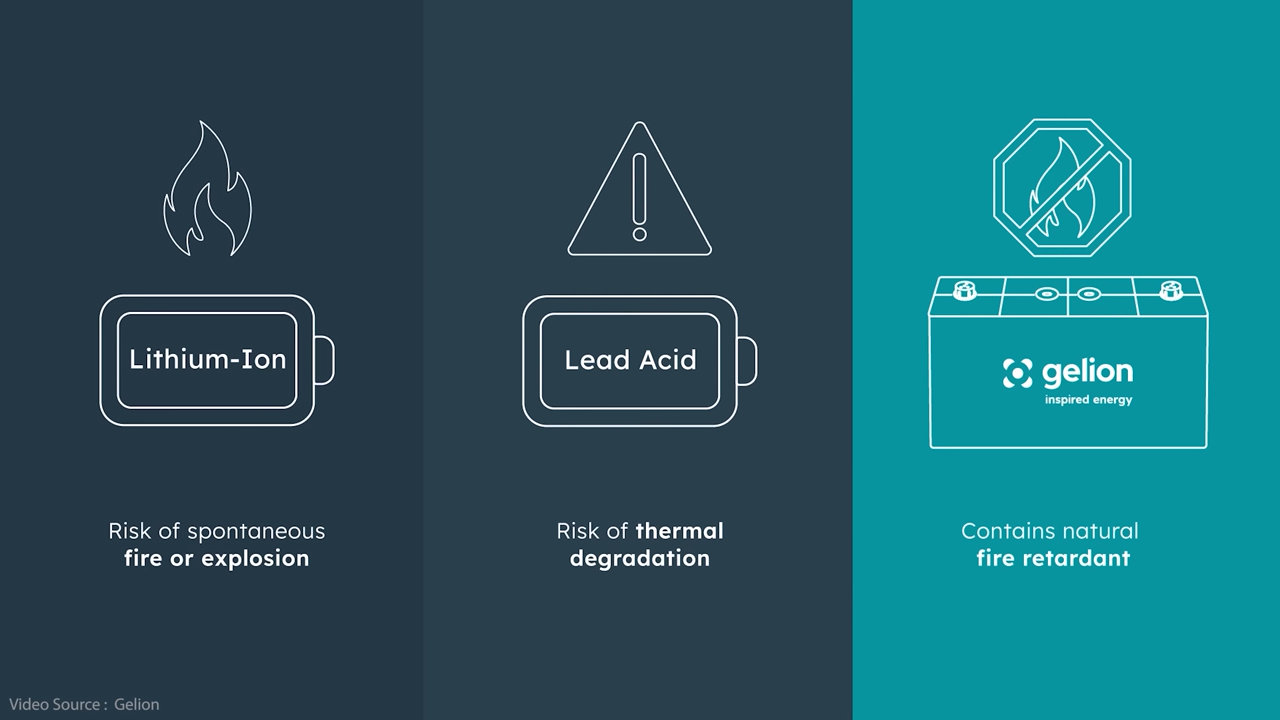 Lithium-Ion
Risk of spontaneous
fire or explosion
Lead Acid
Risk of thermal
degradation
gelion
inspired energy
Contains natural
fire retardant
Video Source : Gelion